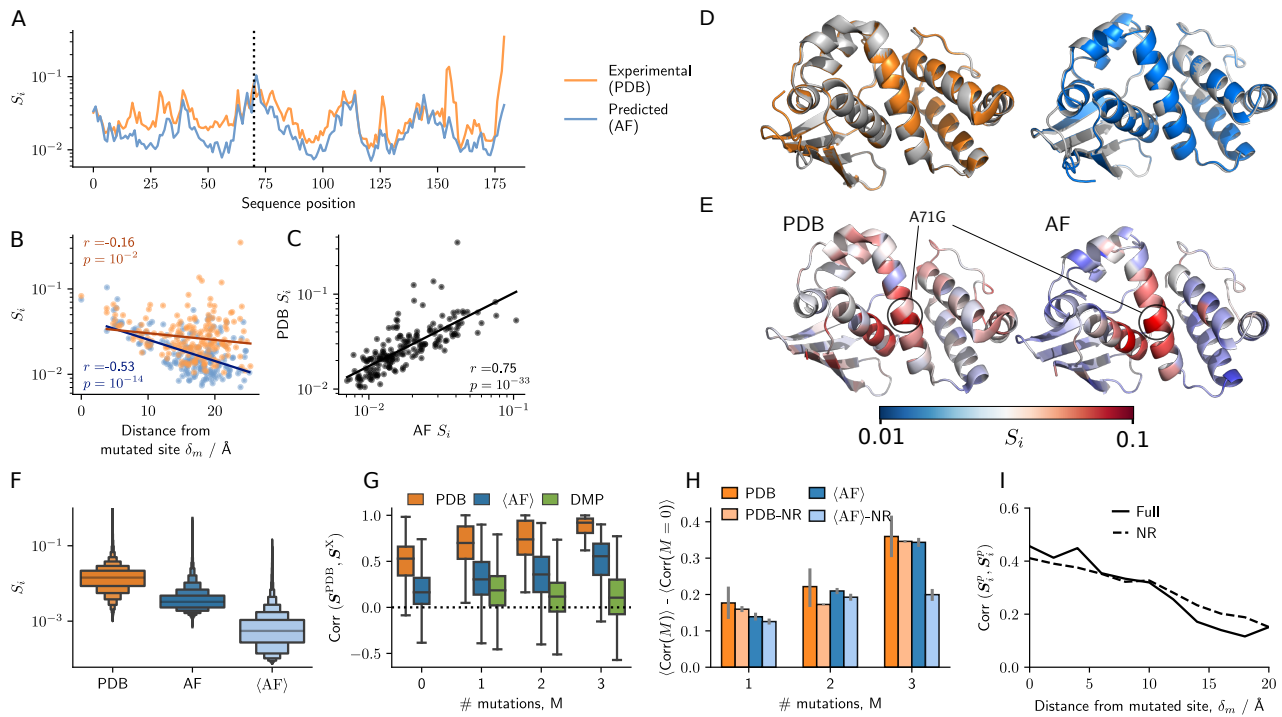 A
S_i
10^{-1}
10^{-2}
0 25 50 75 100 125 150 175
Sequence position
Experimental
(PDB)
Predicted
(AF)
B
r =-0.16
p = 10^{-2}
S_i
10^{-1}
10^{-2}
r =-0.53
p = 10^{-14}
0 10 20
Distance from
mutated site δ_m / Å
C
PDB S_i
10^{-1}
10^{-2}
r =0.75
p = 10^{-33}
10^{-2} 10^{-1}
AF S_i
D
E
PDB
A71G
AF
0.01 S_i 0.1
F
S_i
10^{-1}
10^{-3}
PDB AF ⟨AF⟩
G
PDB ⟨AF⟩ DMP
Corr (S^{PDB}, S^X)
1.0
0.5
0.0
−0.5
0 1 2 3
# mutations, M
H
PDB ⟨AF⟩
PDB-NR ⟨AF⟩-NR
⟨Corr(M)⟩ - ⟨Corr(M = 0)⟩
0.4
0.3
0.2
0.1
0.0
1 2 3
# mutations, M
I
Full
NR
Corr (S_i^p, S_i^p)
0.6
0.4
0.2
0.0
0 5 10 15 20
Distance from mutated site, δ_m / Å